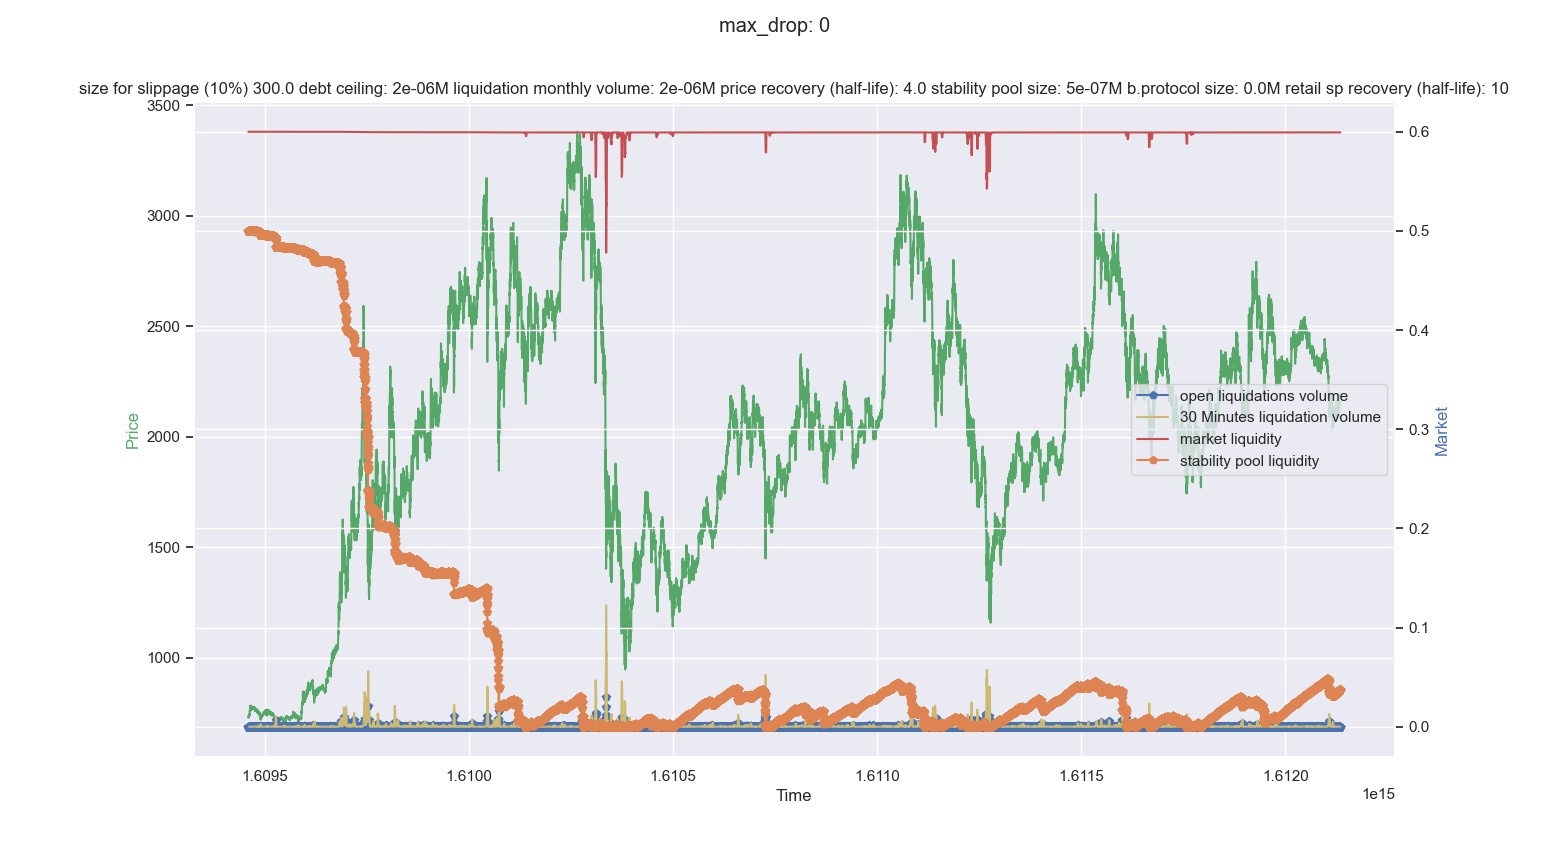 max_drop: 0
size for slippage (10%) 300.0 debt ceiling: 2e-06M liquidation monthly volume: 2e-06M price recovery (half-life): 4.0 stability pool size: 5e-07M b.protocol size: 0.0M retail sp recovery (half-life): 10
3500
3000
2500
2000
1500
1000
Price
0.6
0.5
0.4
0.3
0.2
0.1
0.0
Market
open liquidations volume
30 Minutes liquidation volume
market liquidity
stability pool liquidity
1.6095 1.6100 1.6105 1.6110 1.6115 1.6120
Time
1e15